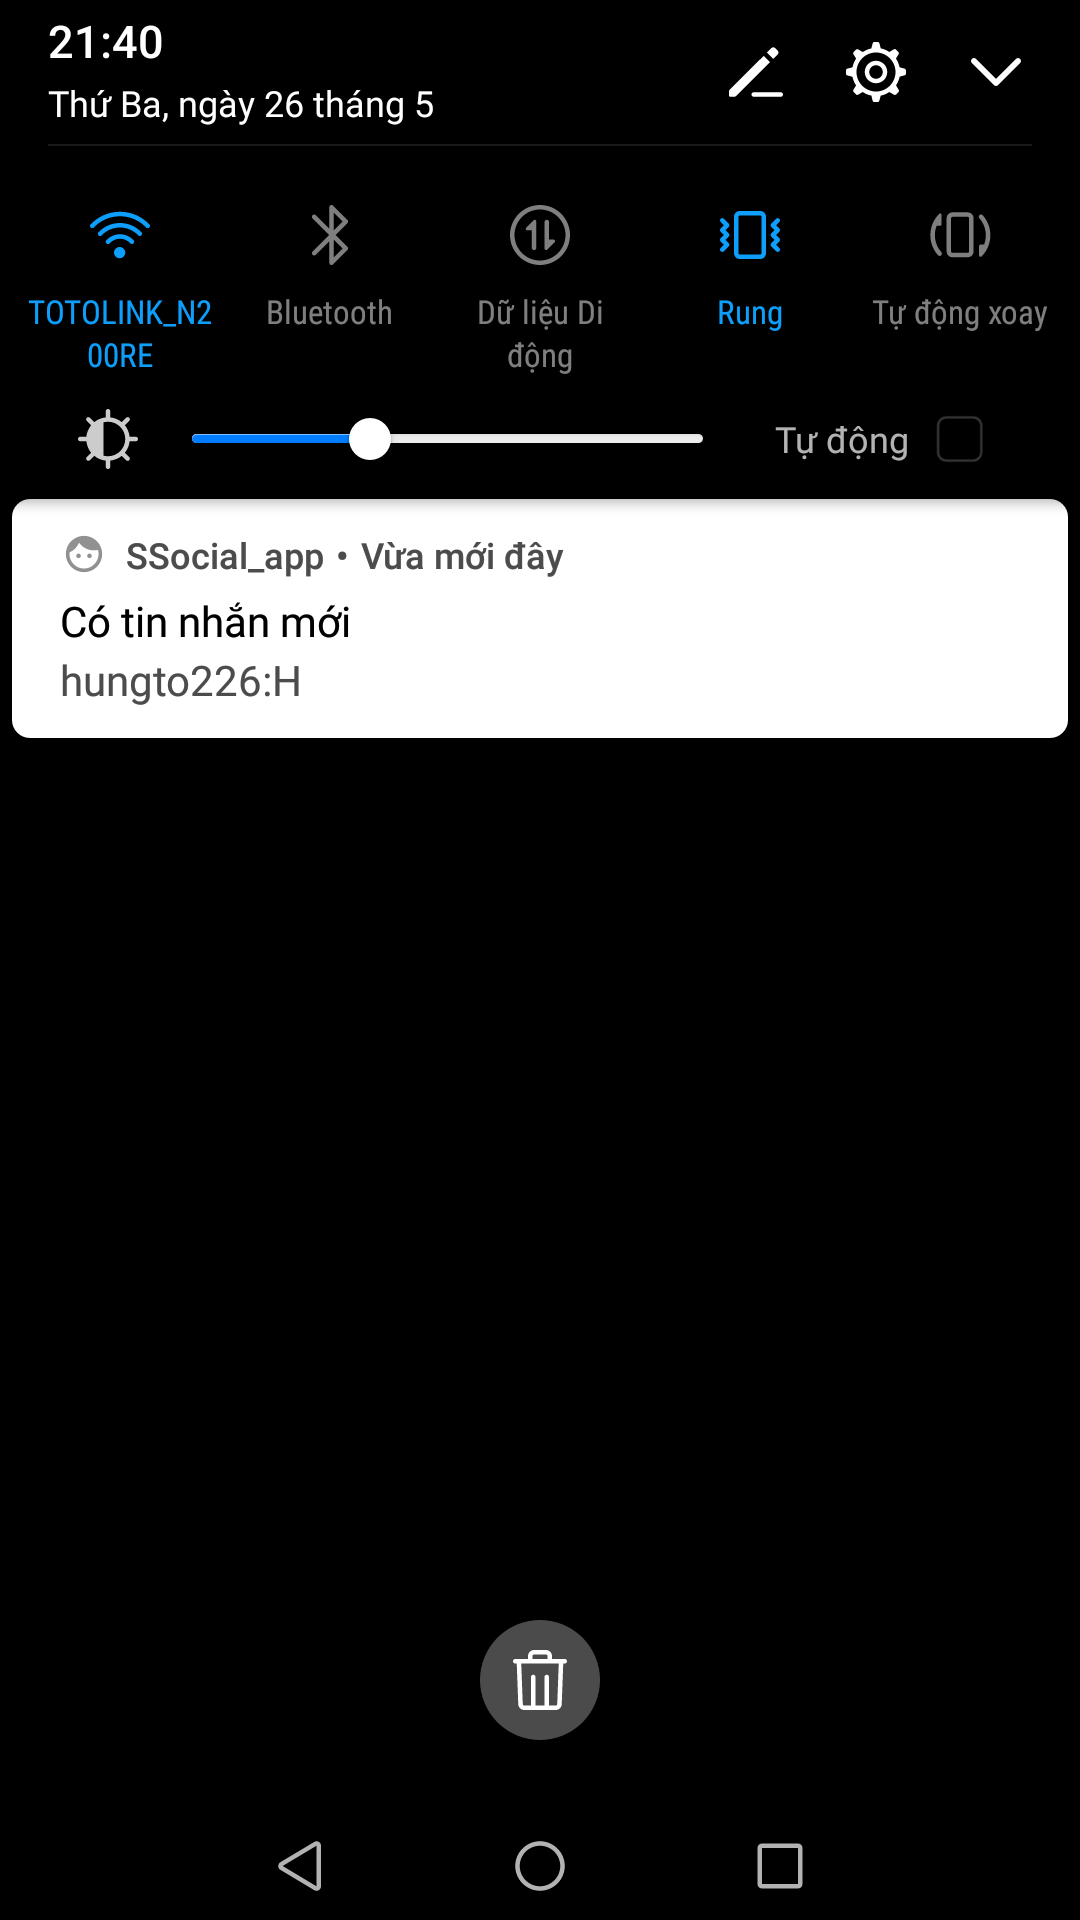 21:40
Thứ Ba, ngày 26 tháng 5
TOTOLINK_N2
00RE
Bluetooth
Dữ liệu Di
động
Rung
Tự động xoay
Tự động
SSocial_app • Vừa mới đây
Có tin nhắn mới
hungto226:H